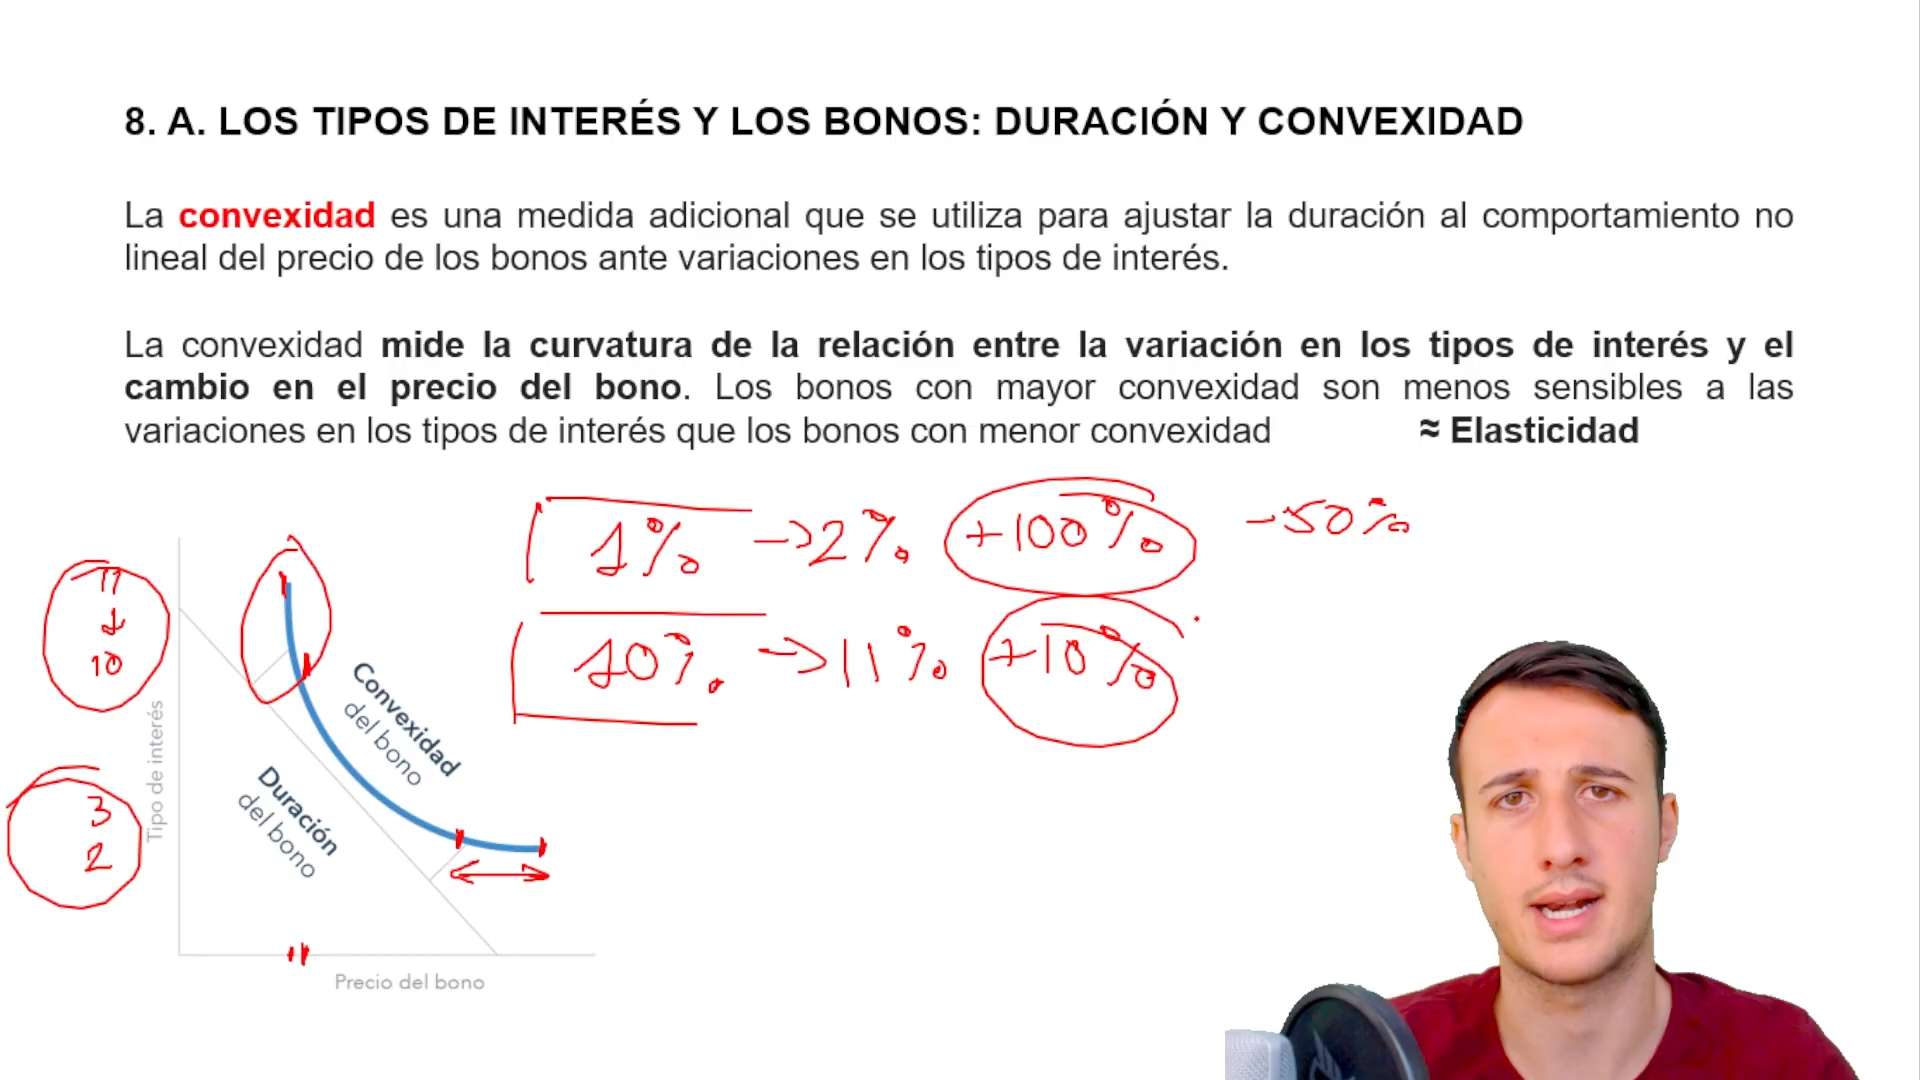 8. A. LOS TIPOS DE INTERÉS Y LOS BONOS: DURACIÓN Y CONVEXIDAD
La convexidad es una medida adicional que se utiliza para ajustar la duración al comportamiento no
lineal del precio de los bonos ante variaciones en los tipos de interés.
La convexidad mide la curvatura de la relación entre la variación en los tipos de interés y el
cambio en el precio del bono. Los bonos con mayor convexidad son menos sensibles a las
variaciones en los tipos de interés que los bonos con menor convexidad
≈ Elasticidad
1% → 2% +100% -50%
10% → 11% +10%
11
↓
10
3
2
Tipo de interés
Convexidad
del bono
Duración
del bono
Precio del bono